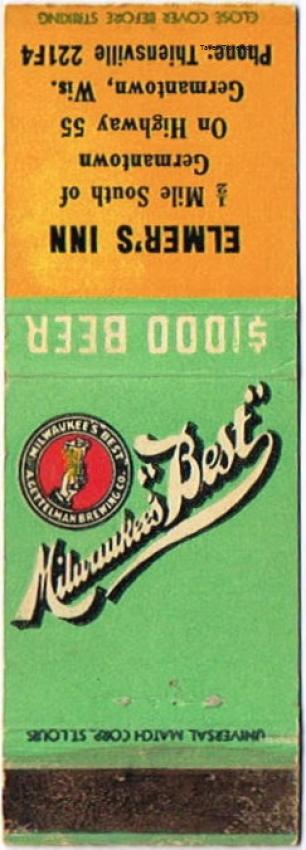 CLOSE COVER BEFORE STRIKING
Phone: Thiensville 221F4
Germantown, Wis.
On Highway 55
Germantown
½ Mile South of
ELMER'S INN
$1000 BEER
MILWAUKEE'S BEST
A. GETTELMAN BREWING CO.
Milwaukee's "Best"
UNIVERSAL MATCH CORP. ST. LOUIS